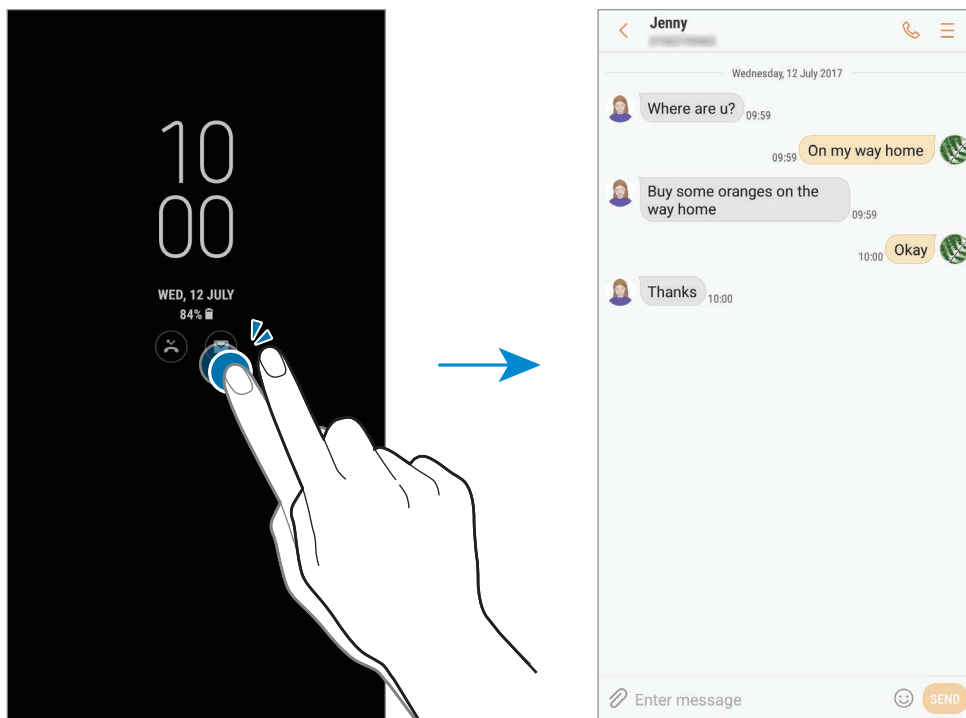 10
00
WED, 12 JULY
84%
Jenny
Wednesday, 12 July 2017
Where are u?
09:59
09:59
On my way home
Buy some oranges on the
way home
09:59
10:00
Okay
Thanks
10:00
Enter message
SEND